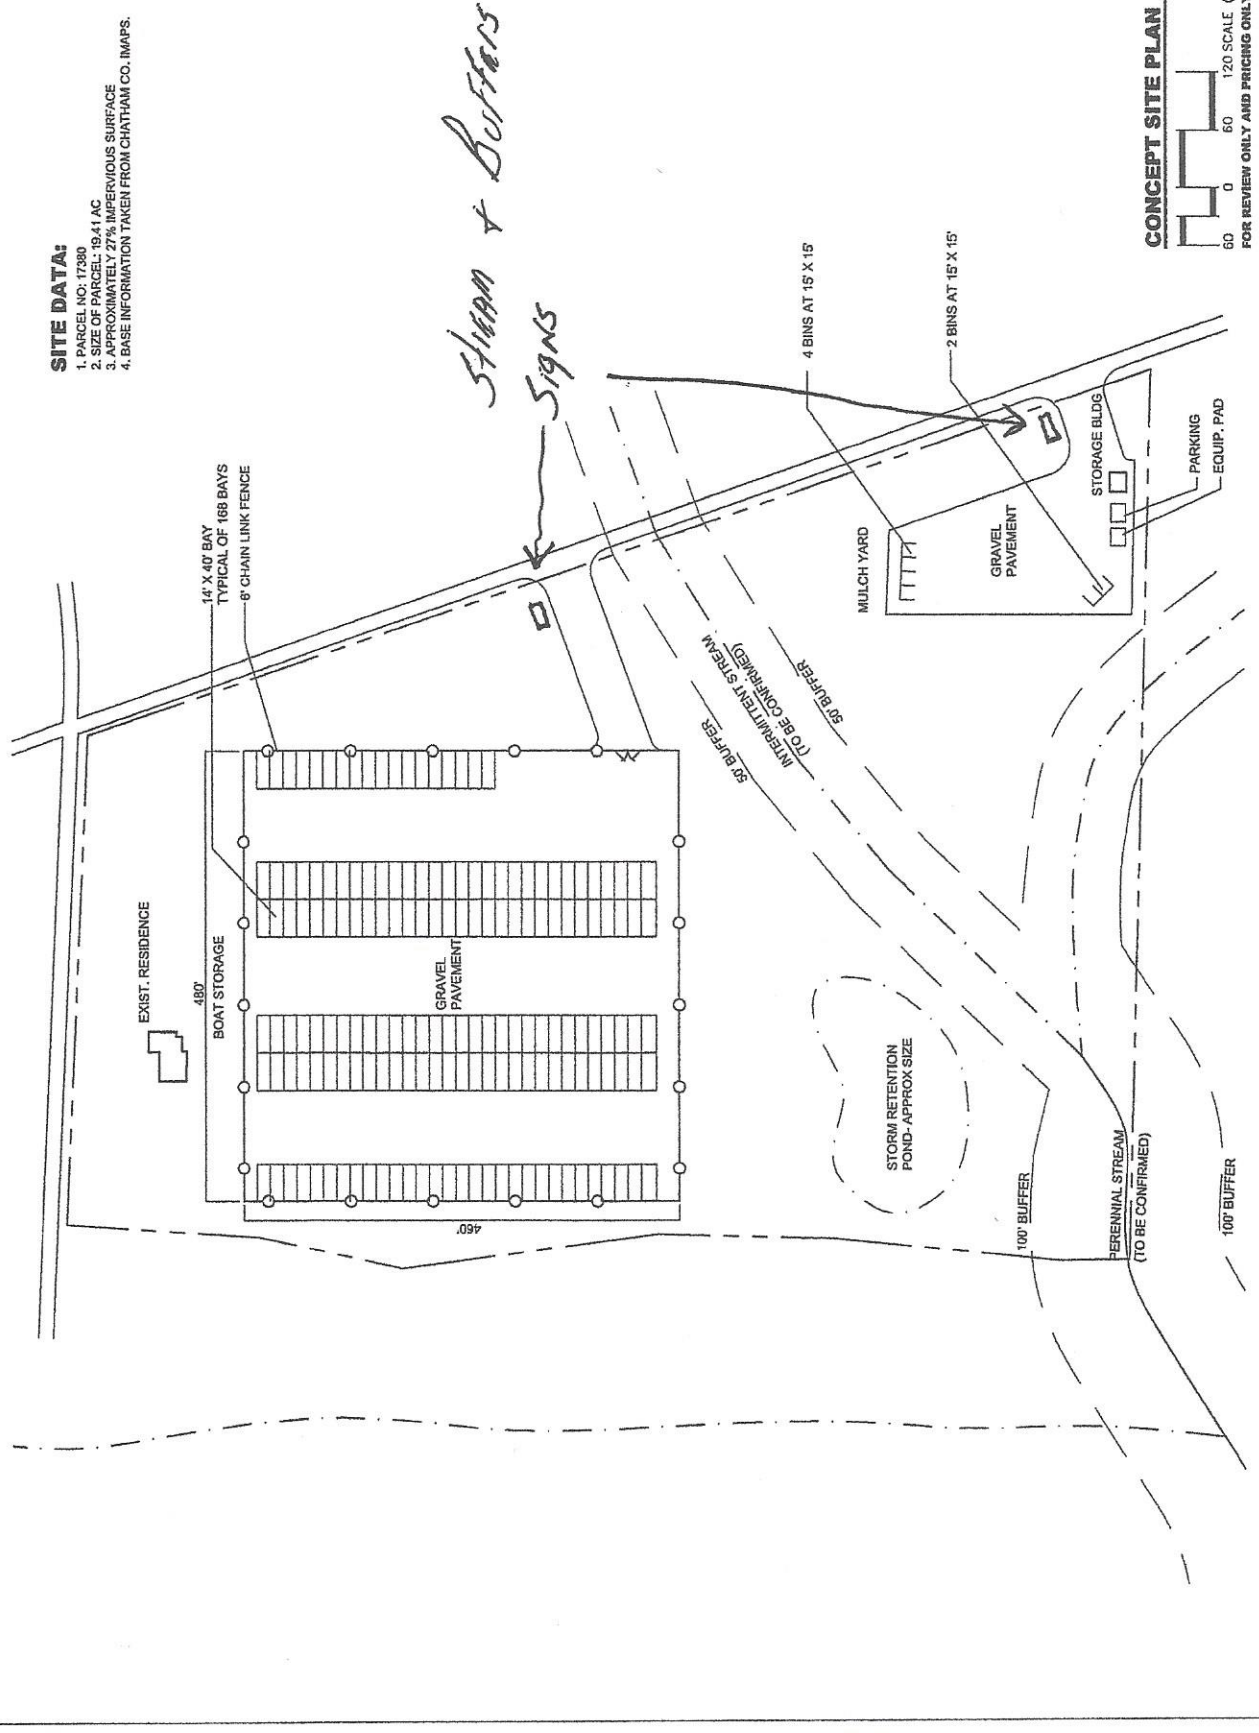 SITE DATA:
1. PARCEL NO: 17380
2. SIZE OF PARCEL: 19.41 AC
3. APPROXIMATELY 27% IMPERVIOUS SURFACE
4. BASE INFORMATION TAKEN FROM CHATHAM CO. IMAPS.
Stream + Buffers
Signs
14' X 40' BAY
TYPICAL OF 168 BAYS
6' CHAIN LINK FENCE
EXIST. RESIDENCE
480'
BOAT STORAGE
GRAVEL
PAVEMENT
460'
4 BINS AT 15' X 15'
2 BINS AT 15' X 15'
MULCH YARD
GRAVEL
PAVEMENT
STORAGE BLDG
PARKING
EQUIP. PAD
50' BUFFER
INTERMITTENT STREAM
(TO BE CONFIRMED)
50' BUFFER
STORM RETENTION
POND- APPROX SIZE
100' BUFFER
PERENNIAL STREAM
(TO BE CONFIRMED)
100' BUFFER
CONCEPT SITE PLAN
60 0 60 120 SCALE (
FOR REVIEW ONLY AND PRICING ONLY